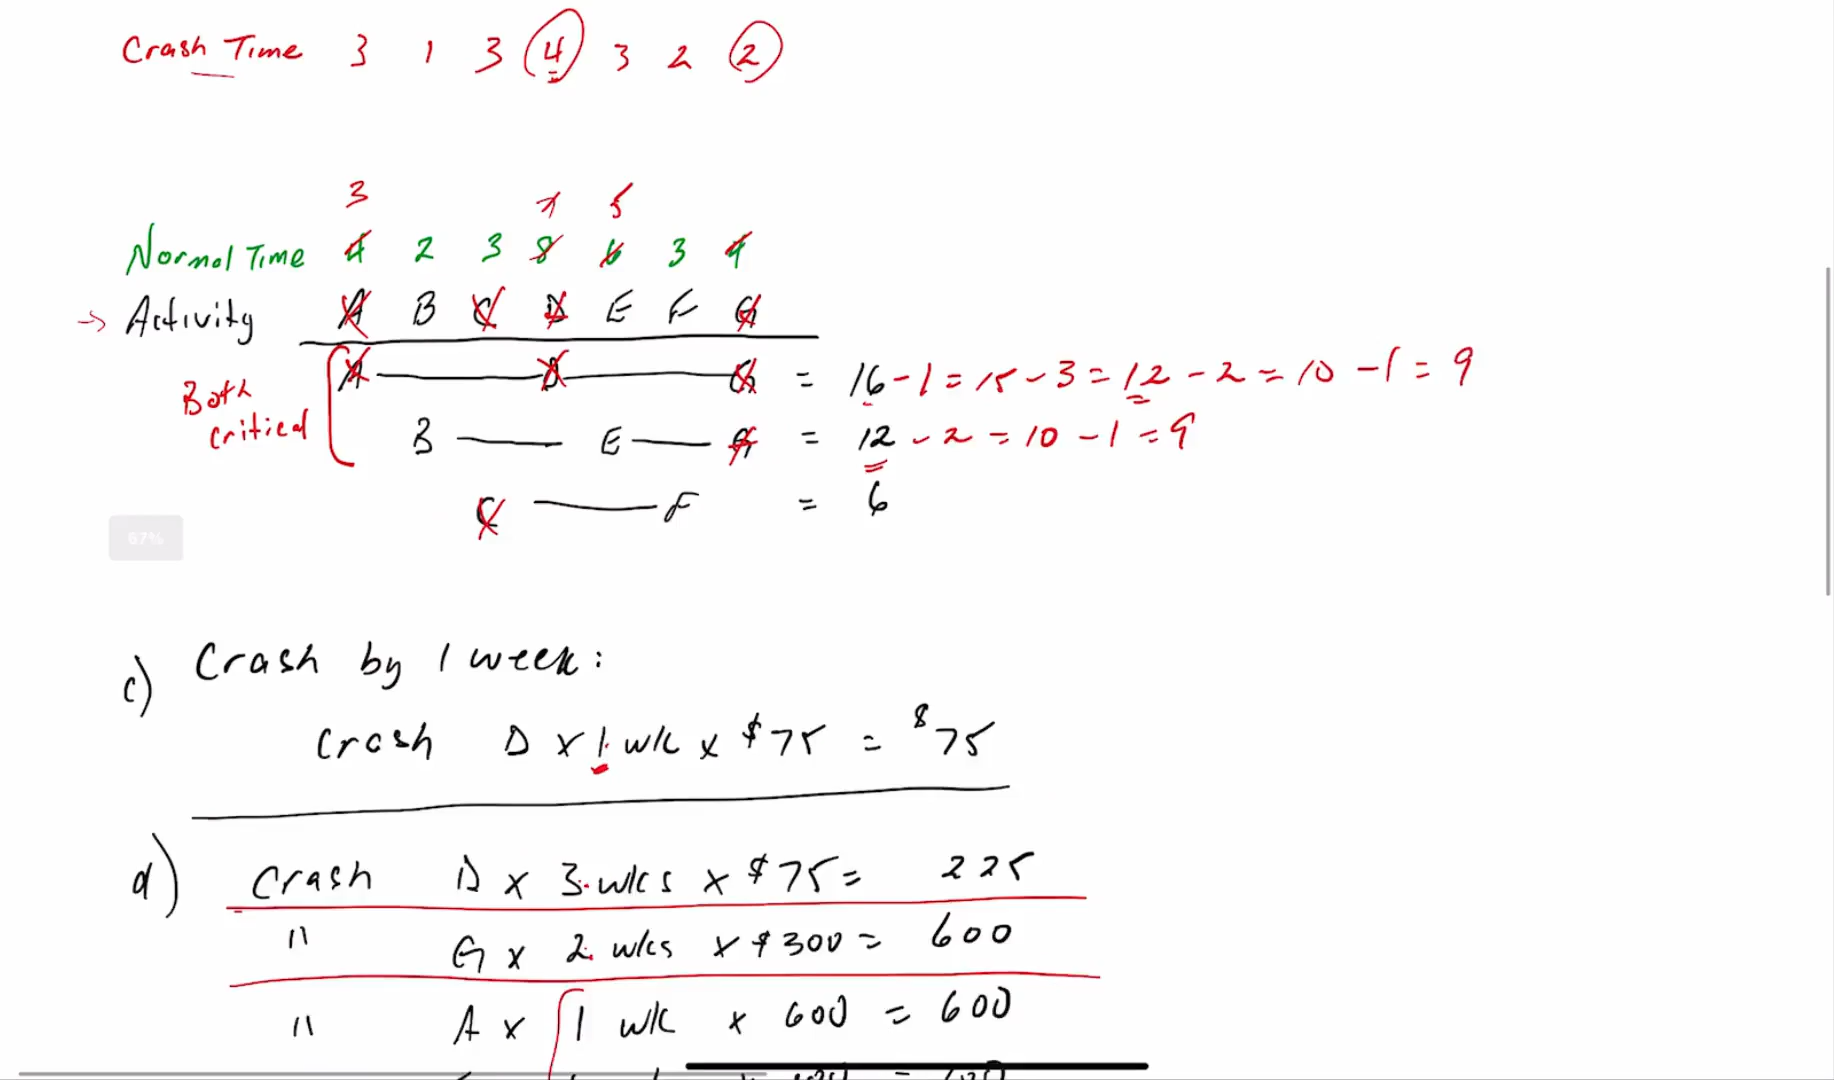 Crash Time 3 1 3 4 3 2 2
3 7 5
Normal Time 4 2 3 8 6 3 4
→ Activity A B C D E F G
Both critical
A — D — G = 16 - 1 = 15 - 3 = 12 - 2 = 10 - 1 = 9
B — E — G = 12 - 2 = 10 - 1 = 9
C — F = 6
67%
c) Crash by 1 week:
Crash D x 1 wk x $75 = $75
d) Crash D x 3 wks x $75 = 225
" G x 2 wks x $300 = 600
" A x 1 wk x 600 = 600